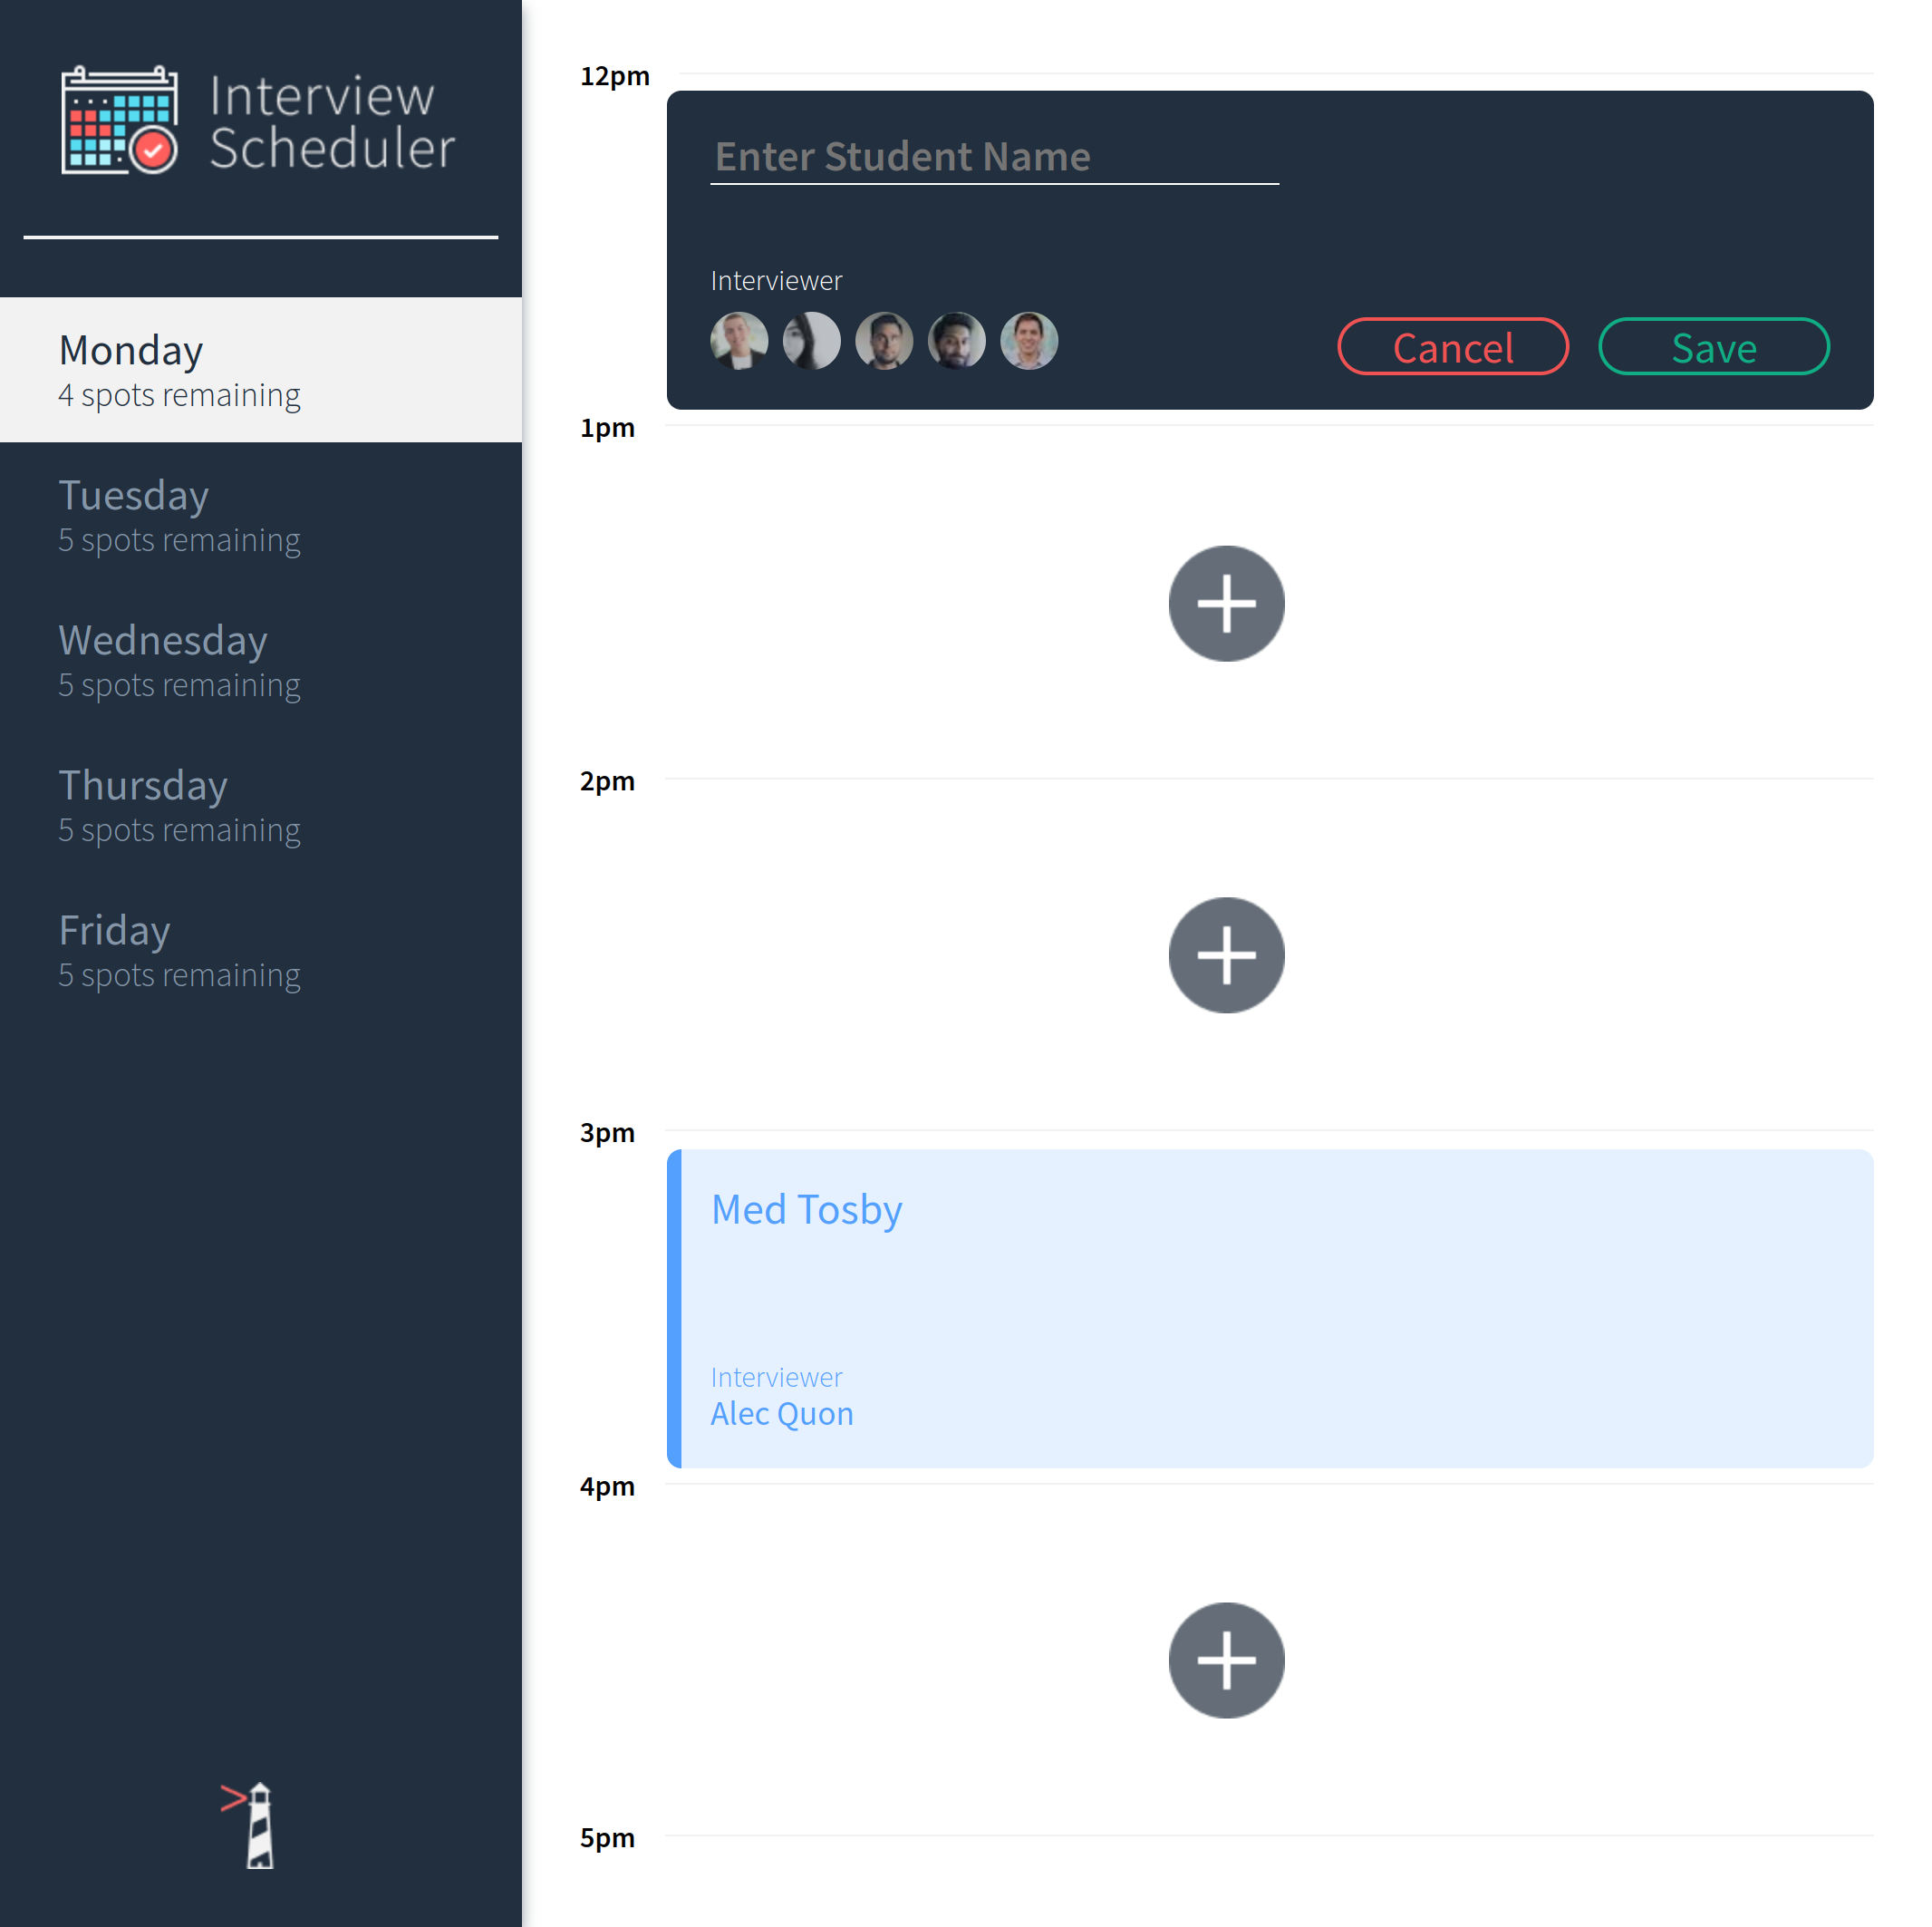 Interview
Scheduler
Monday
4 spots remaining
Tuesday
5 spots remaining
Wednesday
5 spots remaining
Thursday
5 spots remaining
Friday
5 spots remaining
12pm
Enter Student Name
Interviewer
Cancel
Save
1pm
2pm
3pm
Med Tosby
Interviewer
Alec Quon
4pm
5pm